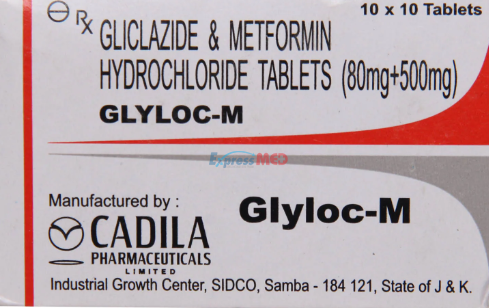 Rx
10 x 10 Tablets
GLICLAZIDE & METFORMIN
HYDROCHLORIDE TABLETS (80mg+500mg)
GLYLOC-M
ExpressMED
Manufactured by :
Glyloc-M
CADILA
PHARMACEUTICALS
LIMITED
Industrial Growth Center, SIDCO, Samba - 184 121, State of J & K.